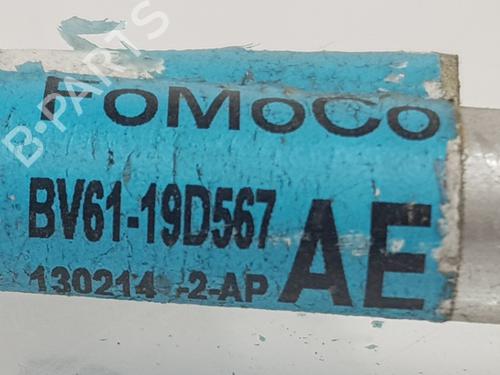 FoMoCo
BV61-19D567 AE
130214 -2-AP
B-PARTS